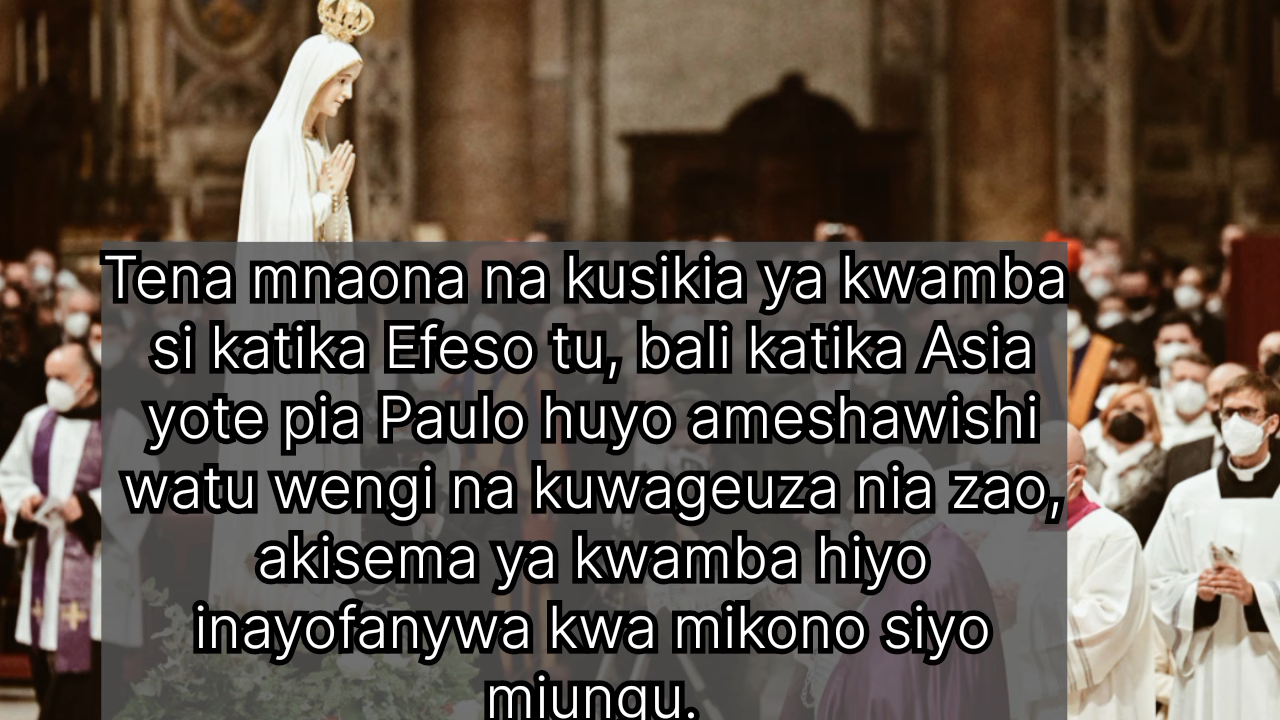 Tena mnaona na kusikia ya kwamba
si katika Efeso tu, bali katika Asia
yote pia Paulo huyo ameshawishi
watu wengi na kuwageuza nia zao,
akisema ya kwamba hiyo
inayofanywa kwa mikono siyo
miungu.